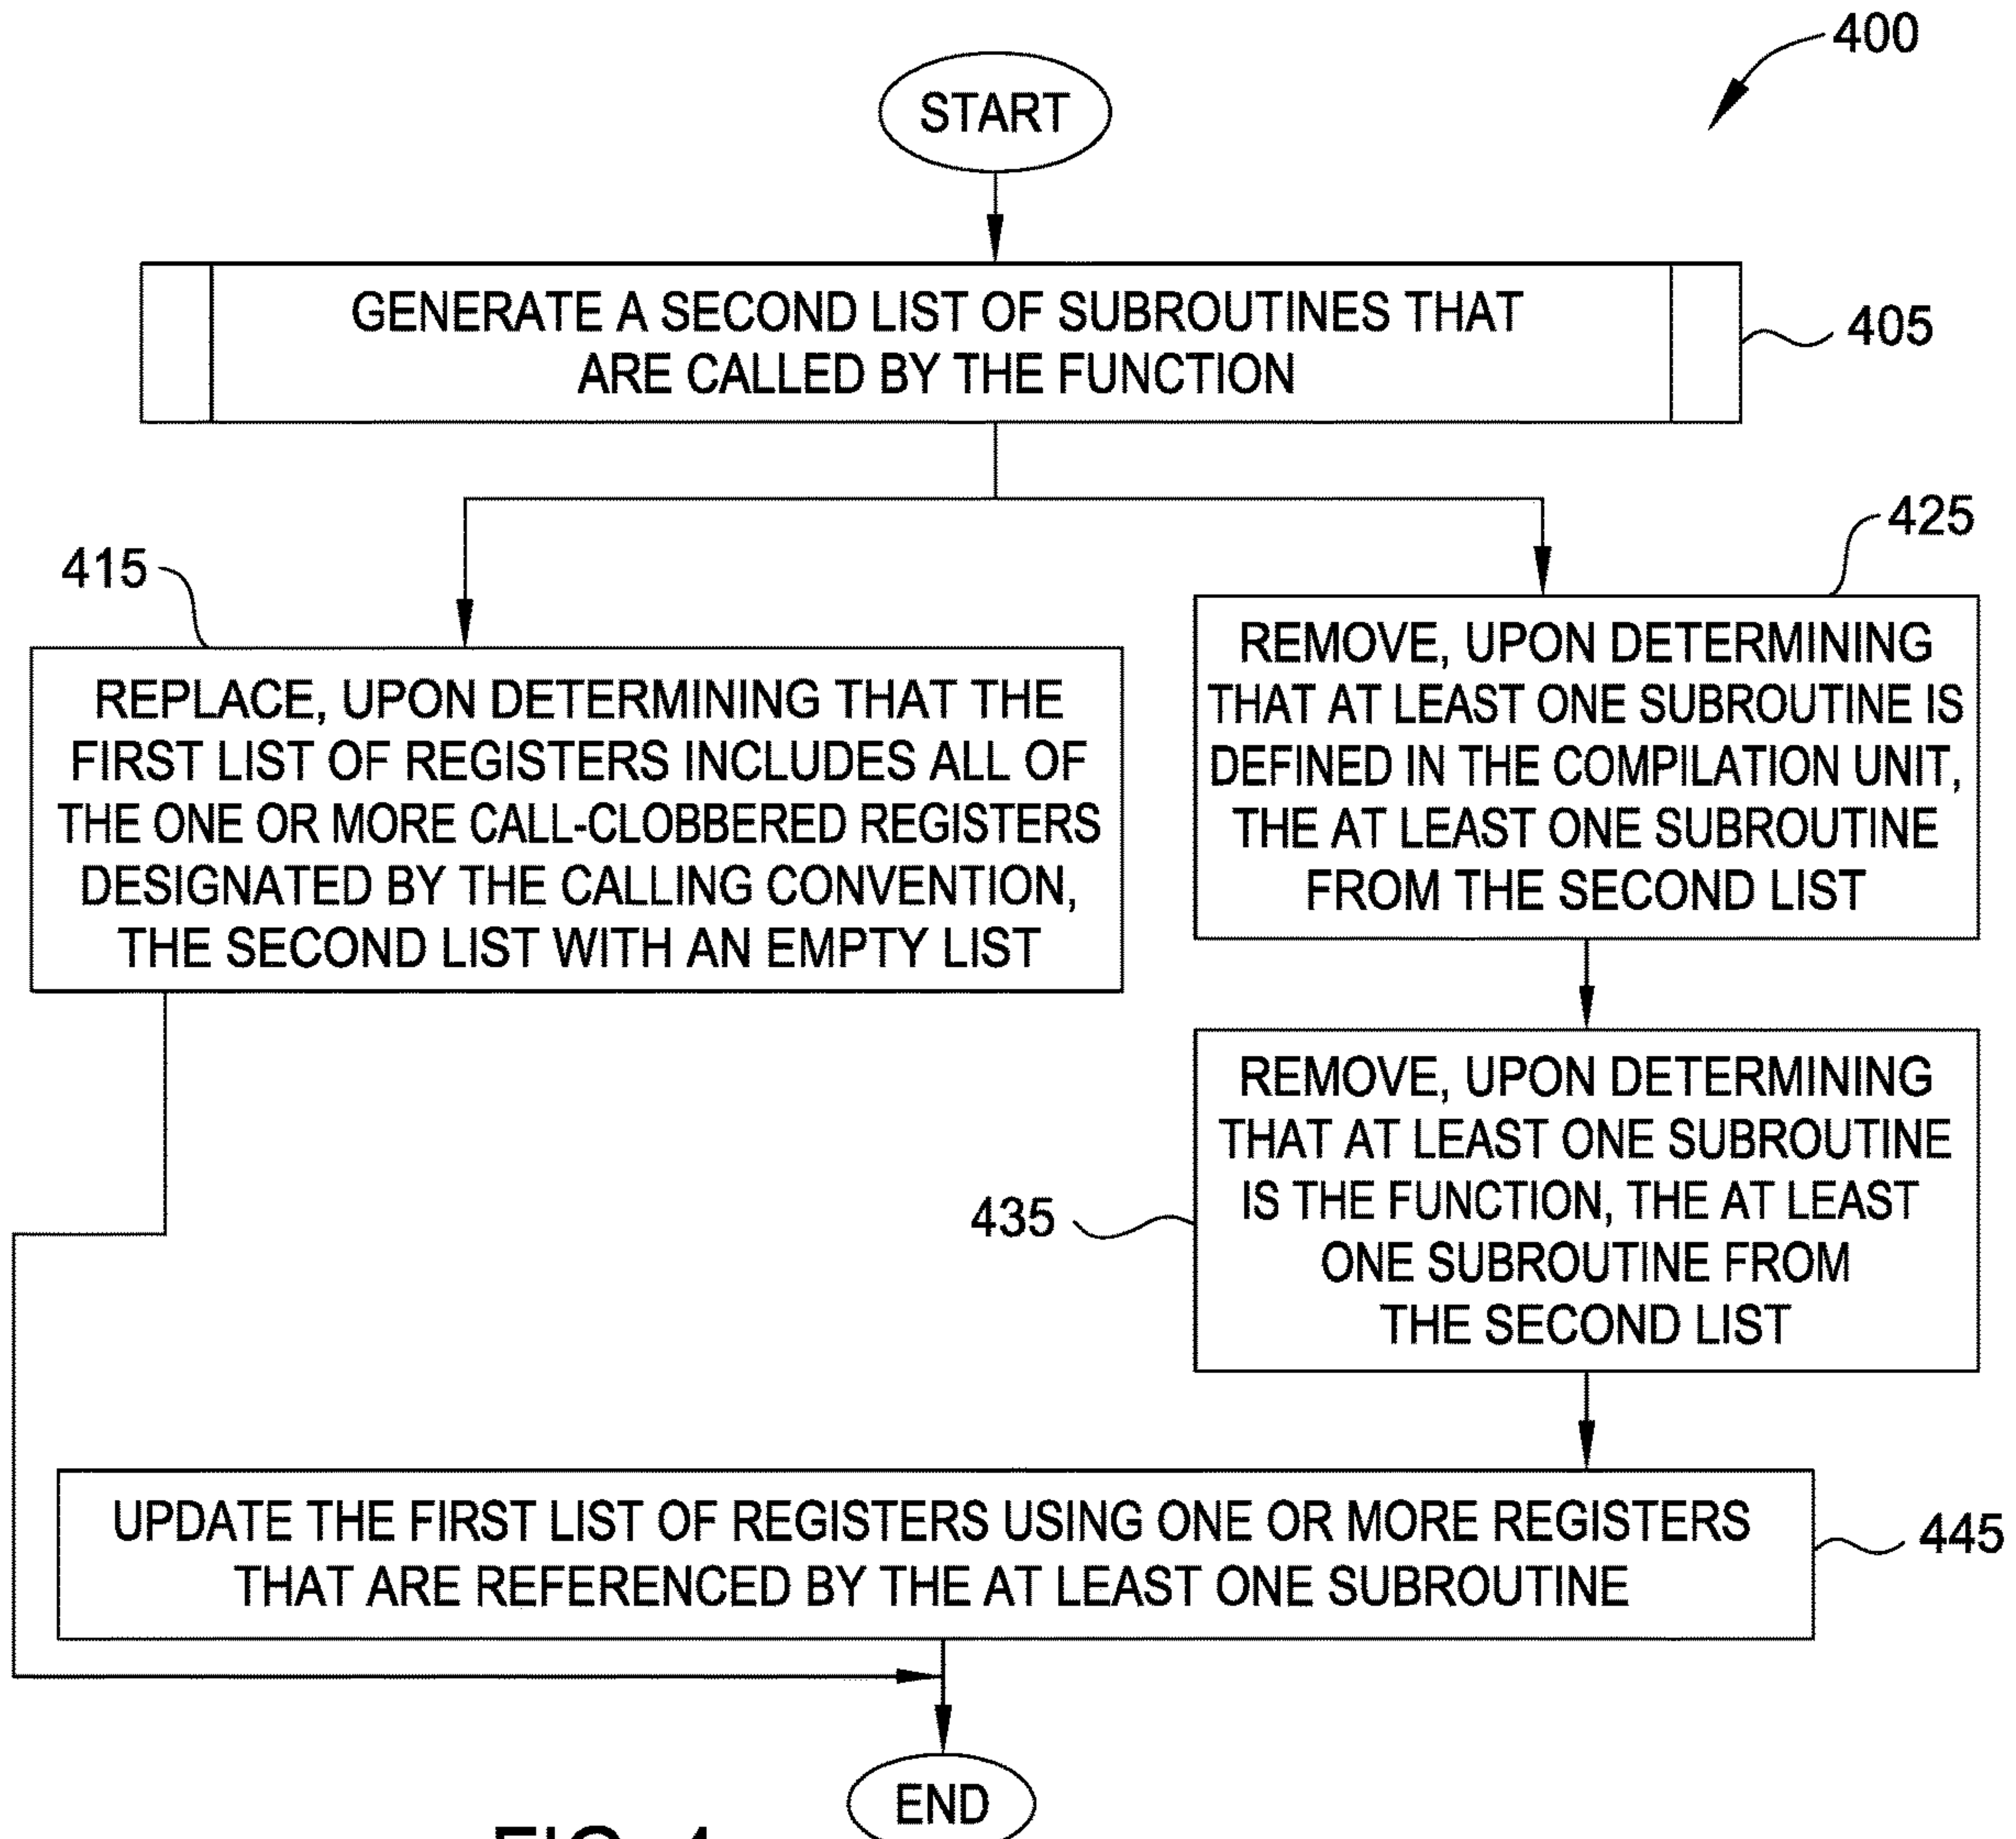 400
START
GENERATE A SECOND LIST OF SUBROUTINES THAT
ARE CALLED BY THE FUNCTION
405
415
REPLACE, UPON DETERMINING THAT THE
FIRST LIST OF REGISTERS INCLUDES ALL OF
THE ONE OR MORE CALL-CLOBBERED REGISTERS
DESIGNATED BY THE CALLING CONVENTION,
THE SECOND LIST WITH AN EMPTY LIST
425
REMOVE, UPON DETERMINING
THAT AT LEAST ONE SUBROUTINE IS
DEFINED IN THE COMPILATION UNIT,
THE AT LEAST ONE SUBROUTINE
FROM THE SECOND LIST
435
REMOVE, UPON DETERMINING
THAT AT LEAST ONE SUBROUTINE
IS THE FUNCTION, THE AT LEAST
ONE SUBROUTINE FROM
THE SECOND LIST
UPDATE THE FIRST LIST OF REGISTERS USING ONE OR MORE REGISTERS
THAT ARE REFERENCED BY THE AT LEAST ONE SUBROUTINE
445
END